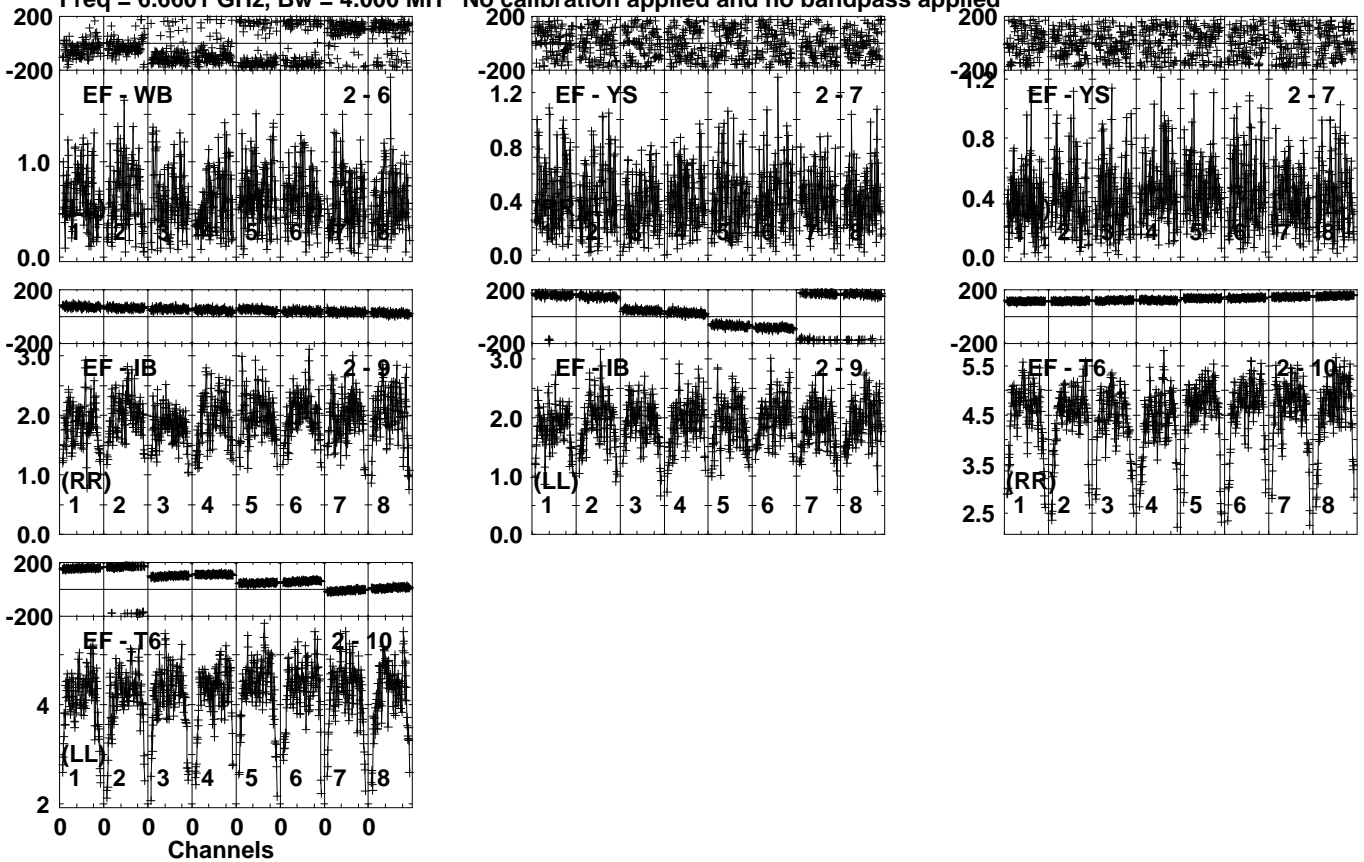 Freq = 6.6601 GHz, Bw = 4.000 MH No calibration applied and no bandpass applied
200 200 200
-200 -200 -200
EF - WB 2 - 6 EF - YS 2 - 7 EF - YS 2 - 7
1.0 0.0
1.2 0.8 0.4 0.0
1.2 0.8 0.4 0.0
1 2 3 4 5 6 7 8
1 2 3 4 5 6 7 8
1 2 3 4 5 6 7 8
200 200 200
-200 -200 -200
EF - IB 2 - 9 EF - IB 2 - 9 EF - T6 2 - 10
3.0 2.0 1.0 0.0
3.0 2.0 1.0 0.0
5.5 4.5 3.5 2.5
(RR) (LL) (RR)
1 2 3 4 5 6 7 8
1 2 3 4 5 6 7 8
1 2 3 4 5 6 7 8
200
-200
EF - T6 2 - 10
4
(LL)
1 2 3 4 5 6 7 8
2
0 0 0 0 0 0 0 0
Channels